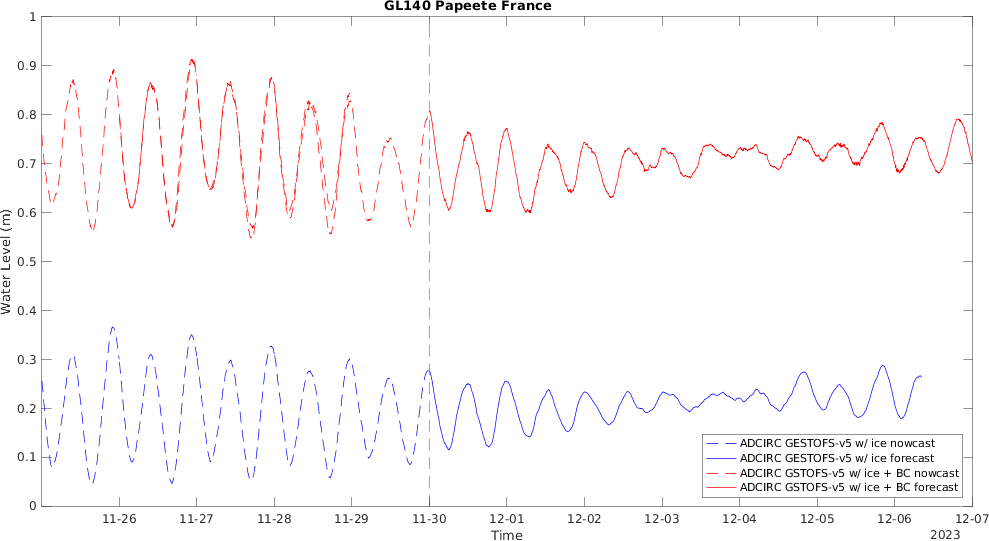 GL140 Papeete France
1
0.9
0.8
0.7
0.6
0.5
0.4
0.3
0.2
0.1
0
Water Level (m)
ADCIRC GESTOFS-v5 w/ ice nowcast
ADCIRC GESTOFS-v5 w/ ice forecast
ADCIRC GSTOFS-v5 w/ ice + BC nowcast
ADCIRC GSTOFS-v5 w/ ice + BC forecast
11-26 11-27 11-28 11-29 11-30 12-01 12-02 12-03 12-04 12-05 12-06 12-07
Time 2023